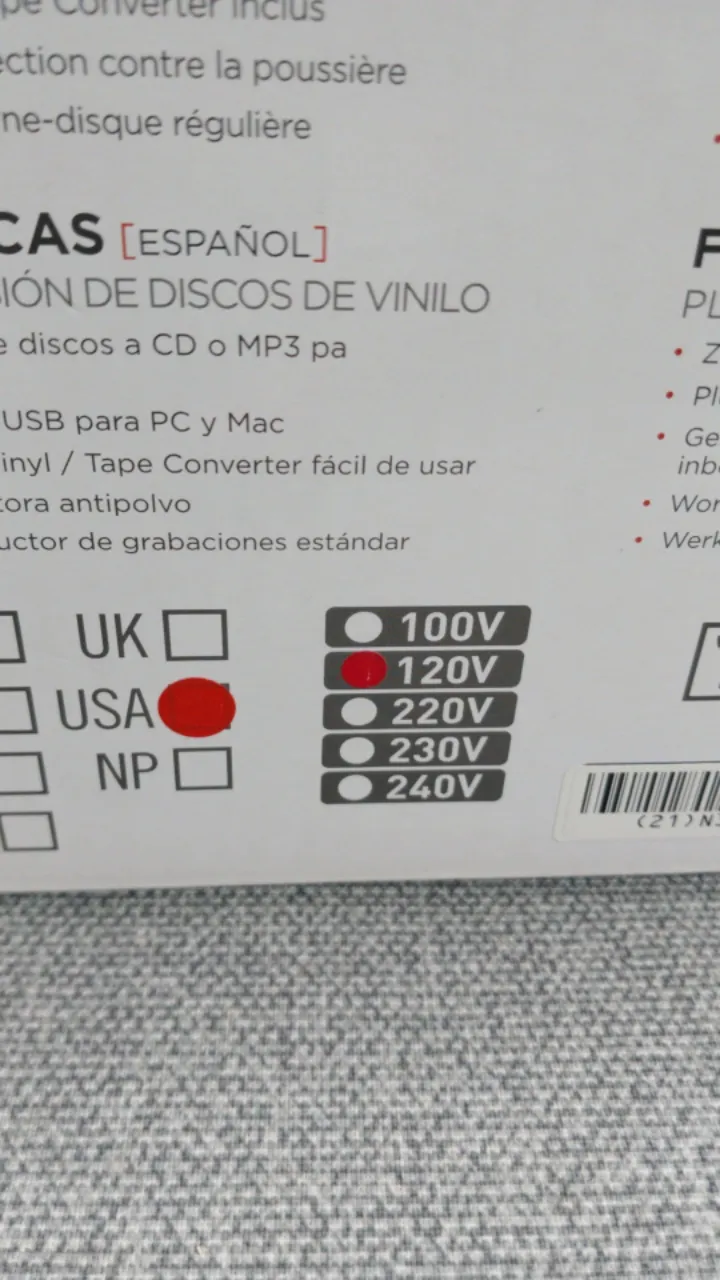 Converter inclus
ection contre la poussière
ne-disque régulière
CAS [ESPAÑOL]
IÓN DE DISCOS DE VINILO
e discos a CD o MP3 pa
USB para PC y Mac
inyl / Tape Converter fácil de usar
tora antipolvo
uctor de grabaciones estándar
F
PL
Z
Pl
Ge
inb
Wor
Werk
UK
USA
NP
100V
120V
220V
230V
240V
(21)N